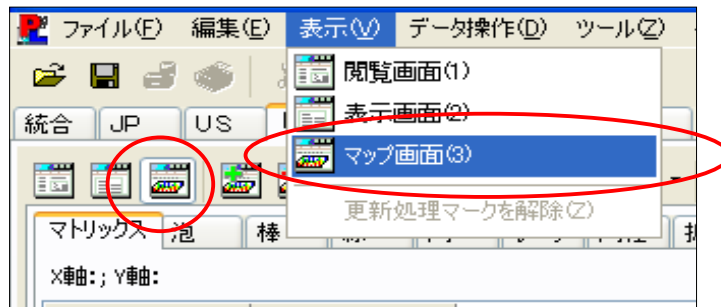 ファイル(F) 編集(E) 表示(V) データ操作(D) ツール(Z)
閲覧画面(1)
表示画面(2)
マップ画面(3)
更新処理マークを解除(Z)
統合 JP US
マトリックス 泡 棒
X軸:; Y軸: